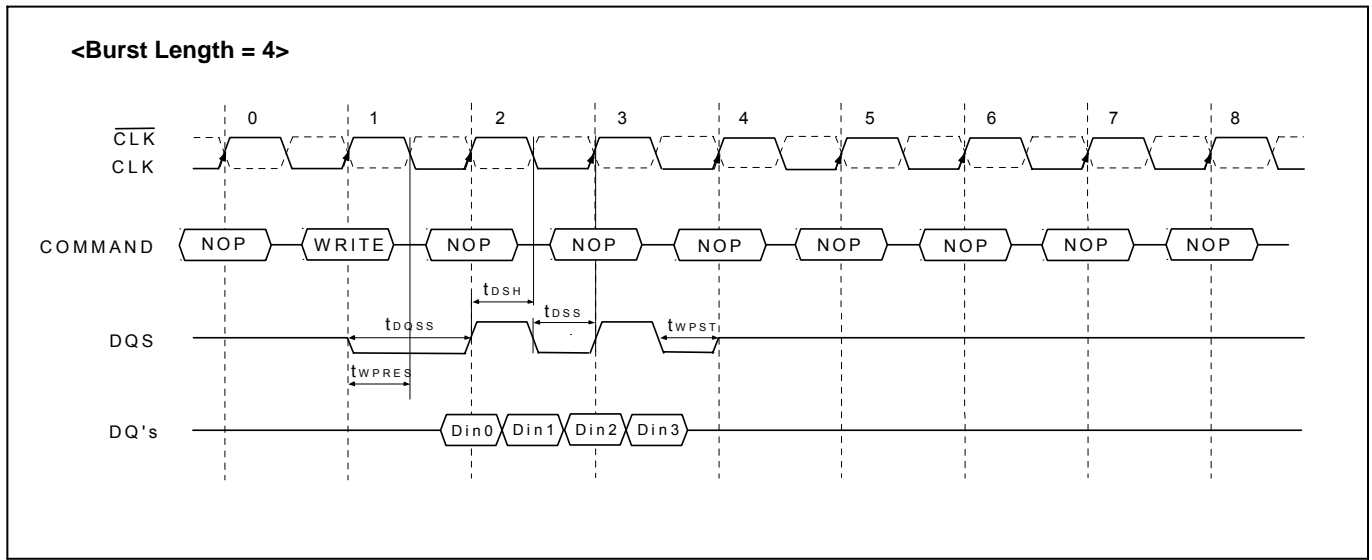 <Burst Length = 4>
0 1 2 3 4 5 6 7 8
CLK
CLK
COMMAND NOP WRITE NOP NOP NOP NOP NOP NOP NOP
tDSH
tDQSS tDSS tWPST
DQS
tWPRES
DQ's Din0 Din1 Din2 Din3